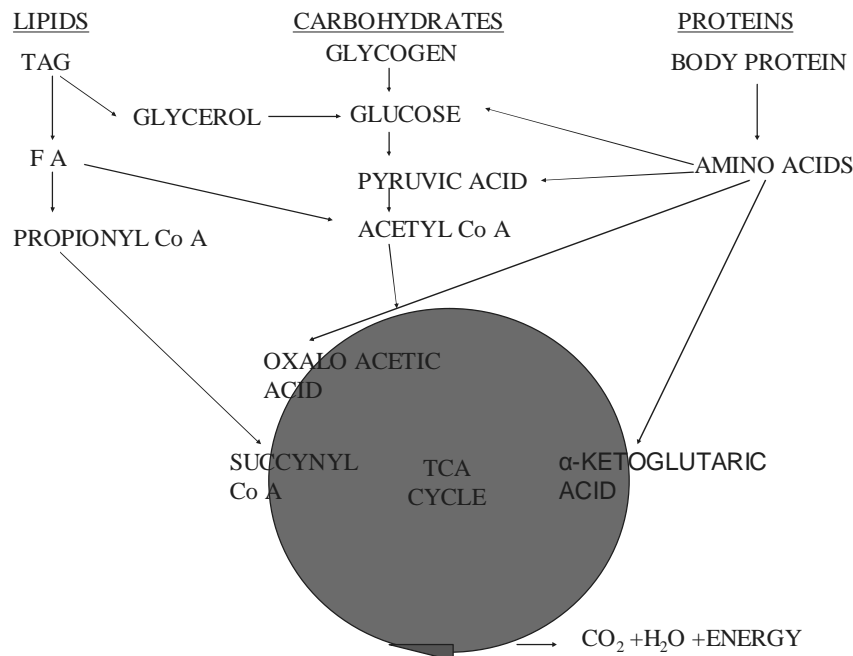 LIPIDS
CARBOHYDRATES
PROTEINS
TAG
GLYCOGEN
BODY PROTEIN
GLYCEROL
GLUCOSE
F A
PYRUVIC ACID
AMINO ACIDS
PROPIONYL Co A
ACETYL Co A
OXALO ACETIC
ACID
SUCCYNYL
Co A
TCA
CYCLE
α-KETOGLUTARIC
ACID
CO₂ +H₂O +ENERGY